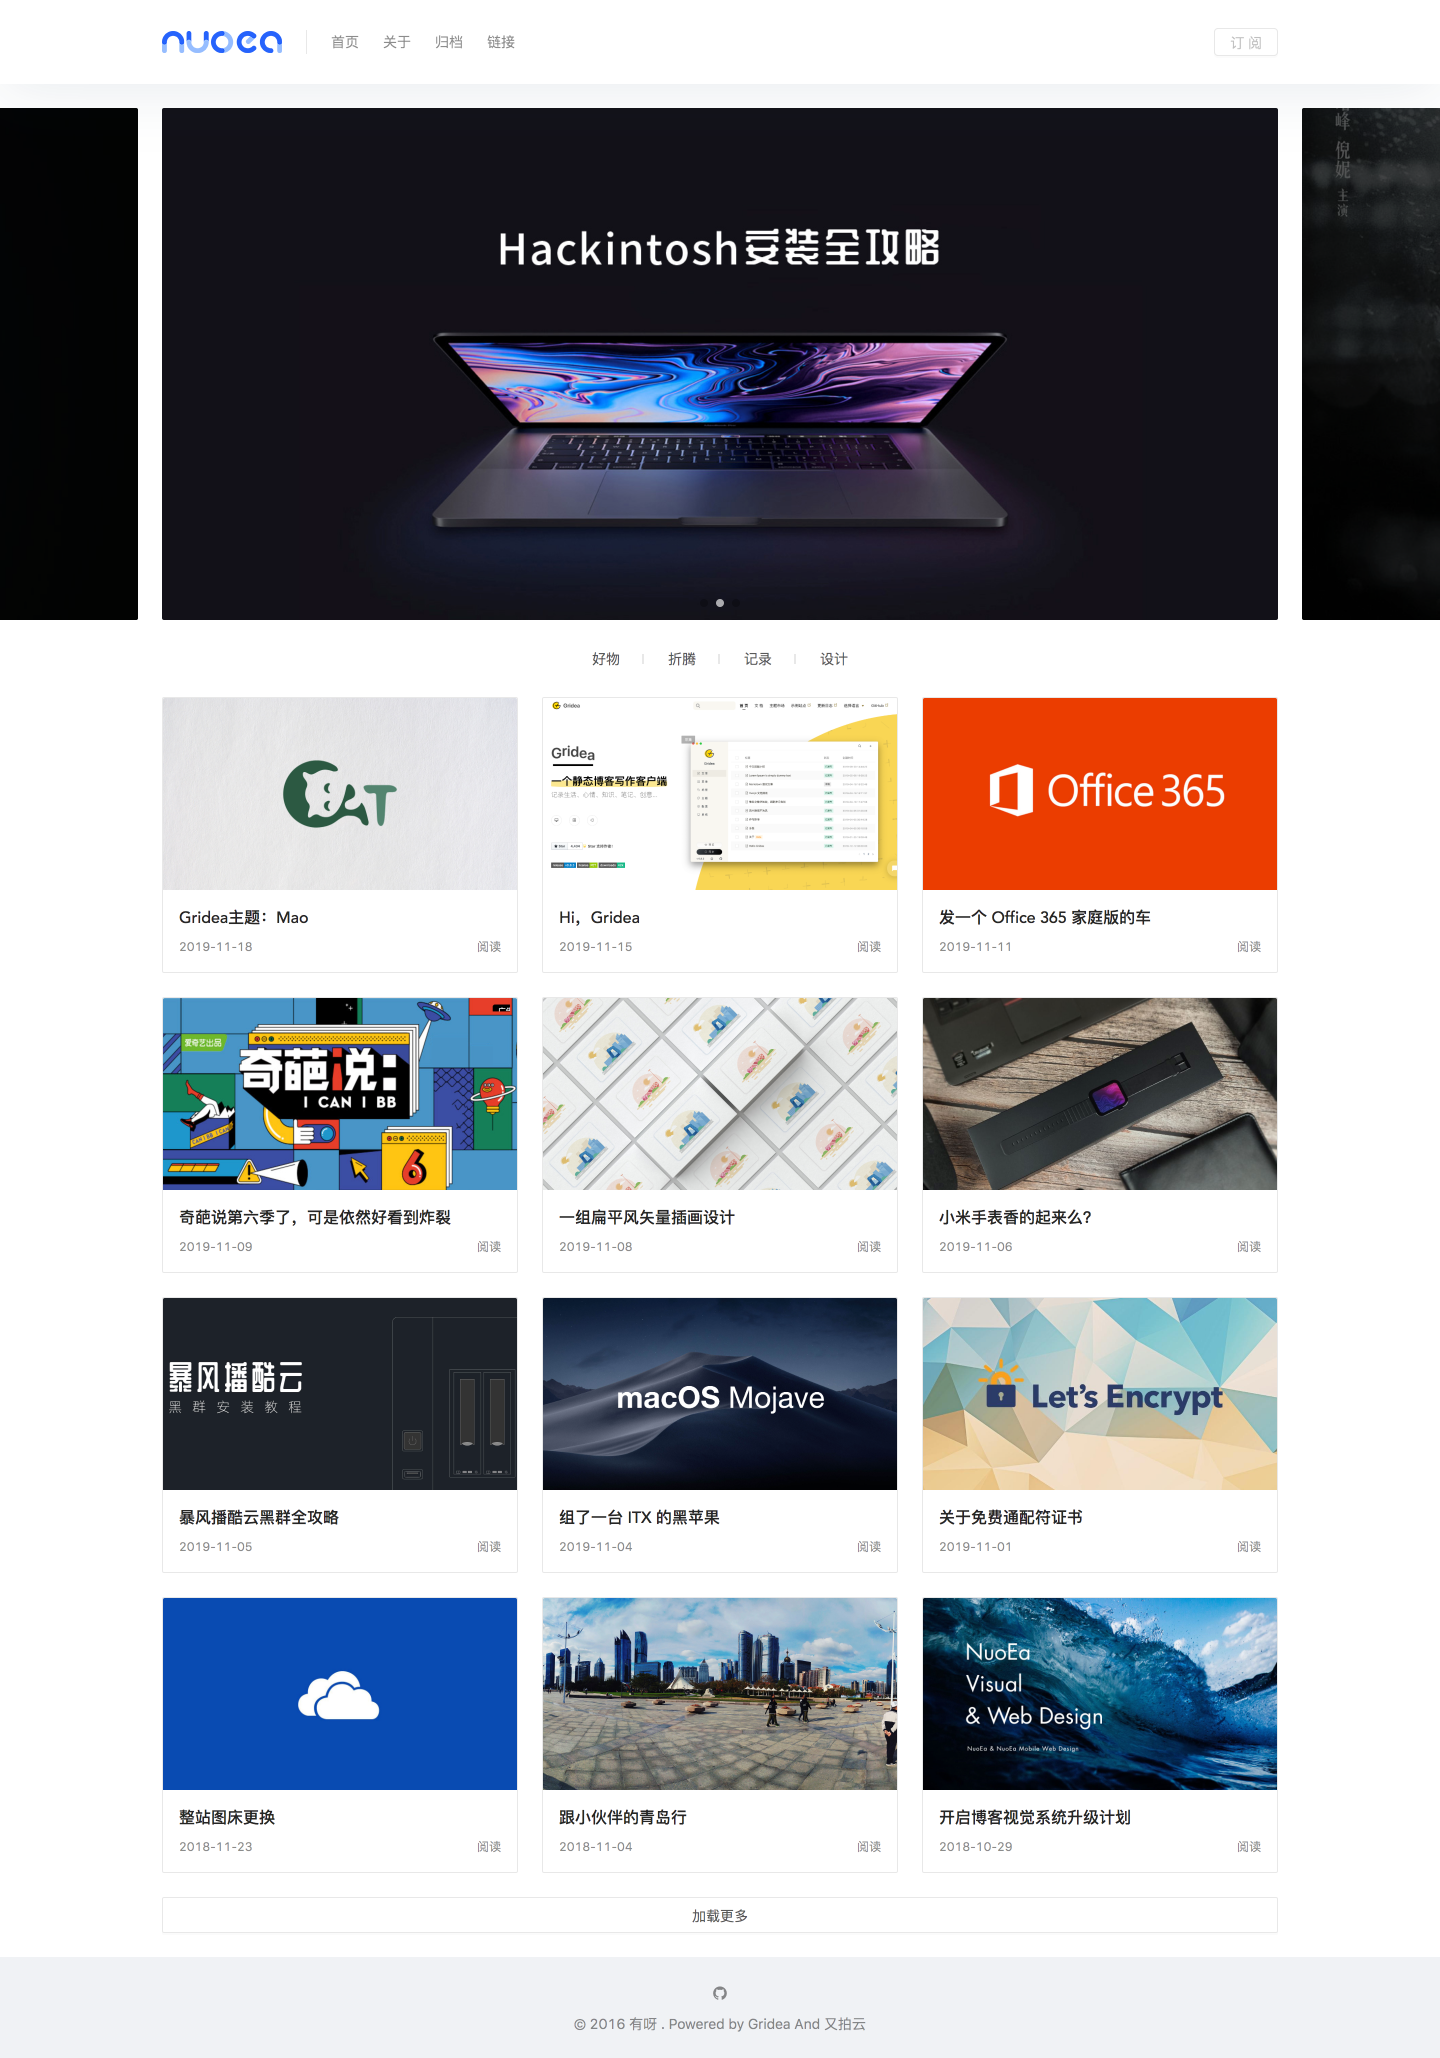 nuoea
首页 关于 归档 链接
订 阅
Hackintosh安装全攻略
倪妮
主演
好物 折腾 记录 设计
CAT
Gridea主题：Mao
2019-11-18 阅读
Gridea
Gridea
一个静态博客写作客户端
Hi，Gridea
2019-11-15 阅读
Office 365
发一个 Office 365 家庭版的车
2019-11-11 阅读
爱奇艺出品
奇葩说:
I CAN I BB
6
奇葩说第六季了，可是依然好看到炸裂
2019-11-09 阅读
一组扁平风矢量插画设计
2019-11-08 阅读
小米手表香的起来么？
2019-11-06 阅读
暴风播酷云
黑群安装教程
暴风播酷云黑群全攻略
2019-11-05 阅读
macOS Mojave
组了一台 ITX 的黑苹果
2019-11-04 阅读
Let's Encrypt
关于免费通配符证书
2019-11-01 阅读
整站图床更换
2018-11-23 阅读
跟小伙伴的青岛行
2018-11-04 阅读
NuoEa
Visual
& Web Design
NuoEa & NuoEa Mobile Web Design
开启博客视觉系统升级计划
2018-10-29 阅读
加载更多
© 2016 有呀 . Powered by Gridea And 又拍云